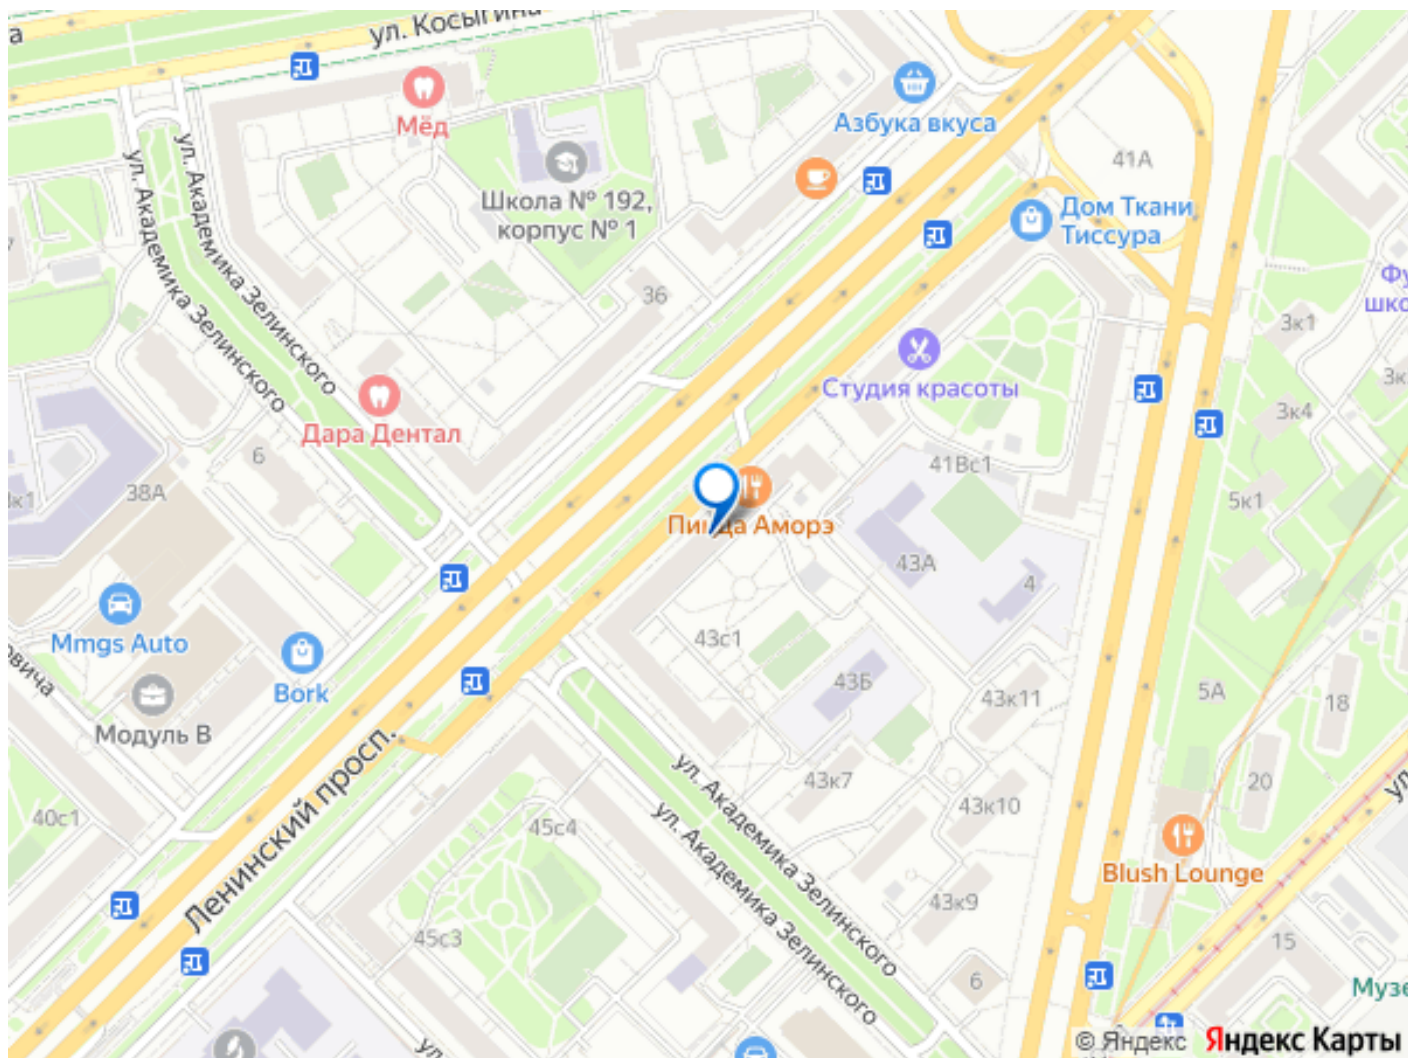 а
ул. Косыгина
Мёд
Азбука вкуса
41А
Школа № 192,
корпус № 1
Дом Ткани
Тиссура
ул. Академика Зелинского
ул. Академика Зелинского
36
3к1
Студия красоты
3к4
Дара Дентал
6
38А
41Вс1
5к1
Пицца Аморэ
43А
4
Mmgs Auto
43с1
Bork
43Б
43к11
5А
18
Модуль В
Ленинский просп.
43к7
43к10
20
40с1
45с4
ул. Академика Зелинского
ул. Академика Зелинского
Blush Lounge
43к9
45с3
15
6
ул.
© Яндекс Яндекс Карты